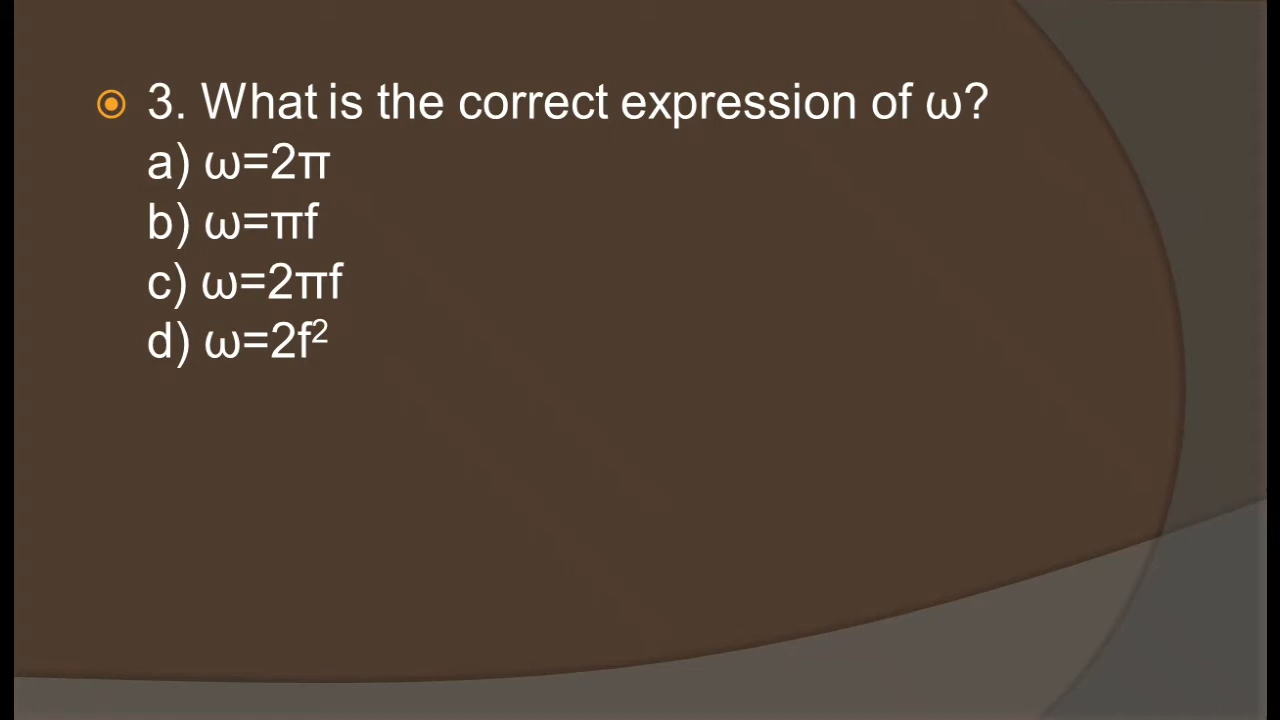 3. What is the correct expression of ω?
a) ω=2π
b) ω=πf
c) ω=2πf
d) ω=2f²